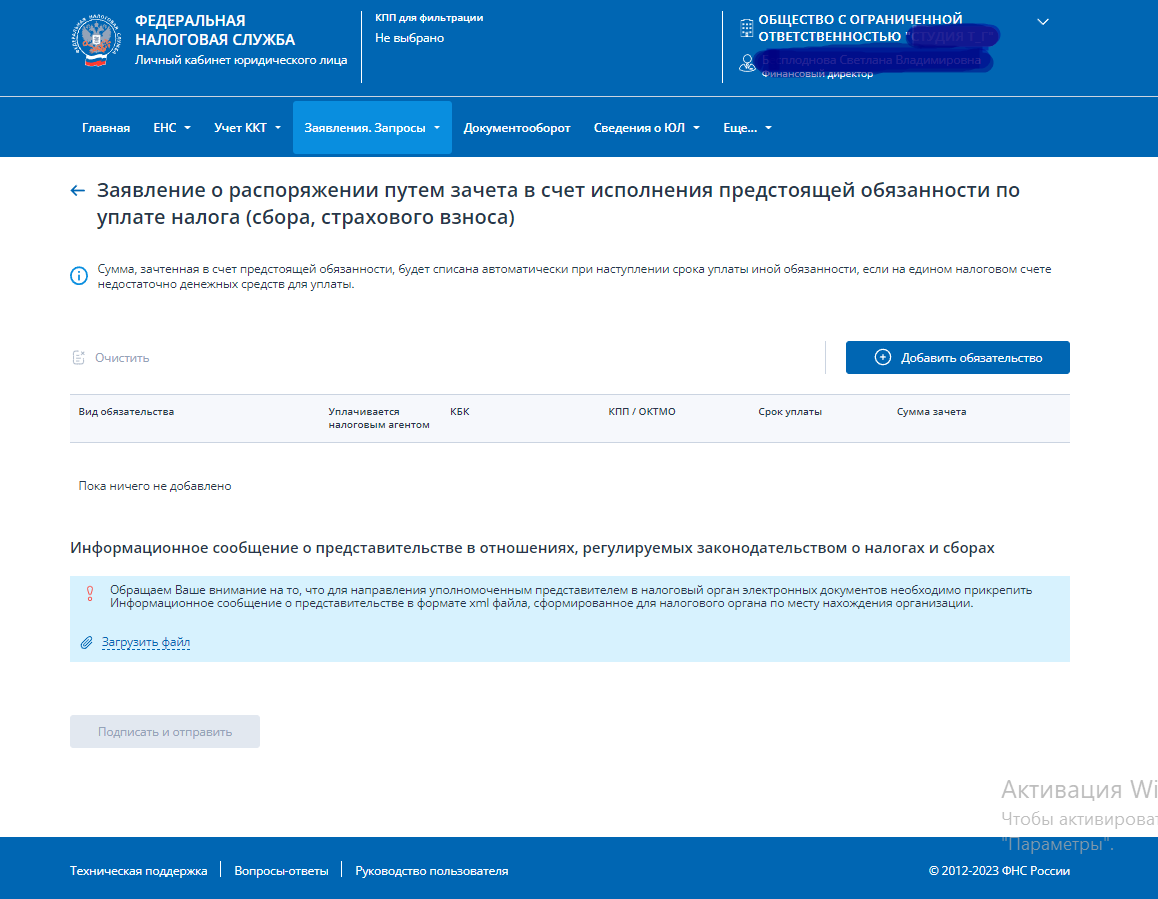 ФЕДЕРАЛЬНАЯ
НАЛОГОВАЯ СЛУЖБА
Личный кабинет юридического лица
КПП для фильтрации
Не выбрано
ОБЩЕСТВО С ОГРАНИЧЕННОЙ
ОТВЕТСТВЕННОСТЬЮ
Финансовый директор
Главная
ЕНС
Учет ККТ
Заявления. Запросы
Документооборот
Сведения о ЮЛ
Еще...
Заявление о распоряжении путем зачета в счет исполнения предстоящей обязанности по
уплате налога (сбора, страхового взноса)
Сумма, зачтенная в счет предстоящей обязанности, будет списана автоматически при наступлении срока уплаты иной обязанности, если на едином налоговом счете
недостаточно денежных средств для уплаты.
Очистить
Добавить обязательство
Вид обязательства
Уплачивается
налоговым агентом
КБК
КПП / ОКТМО
Срок уплаты
Сумма зачета
Пока ничего не добавлено
Информационное сообщение о представительстве в отношениях, регулируемых законодательством о налогах и сборах
Обращаем Ваше внимание на то, что для направления уполномоченным представителем в налоговый орган электронных документов необходимо прикрепить
Информационное сообщение о представительстве в формате xml файла, сформированное для налогового органа по месту нахождения организации.
Загрузить файл
Подписать и отправить
Активация Wi
Чтобы активироват
"Параметры".
Техническая поддержка
Вопросы-ответы
Руководство пользователя
© 2012-2023 ФНС России